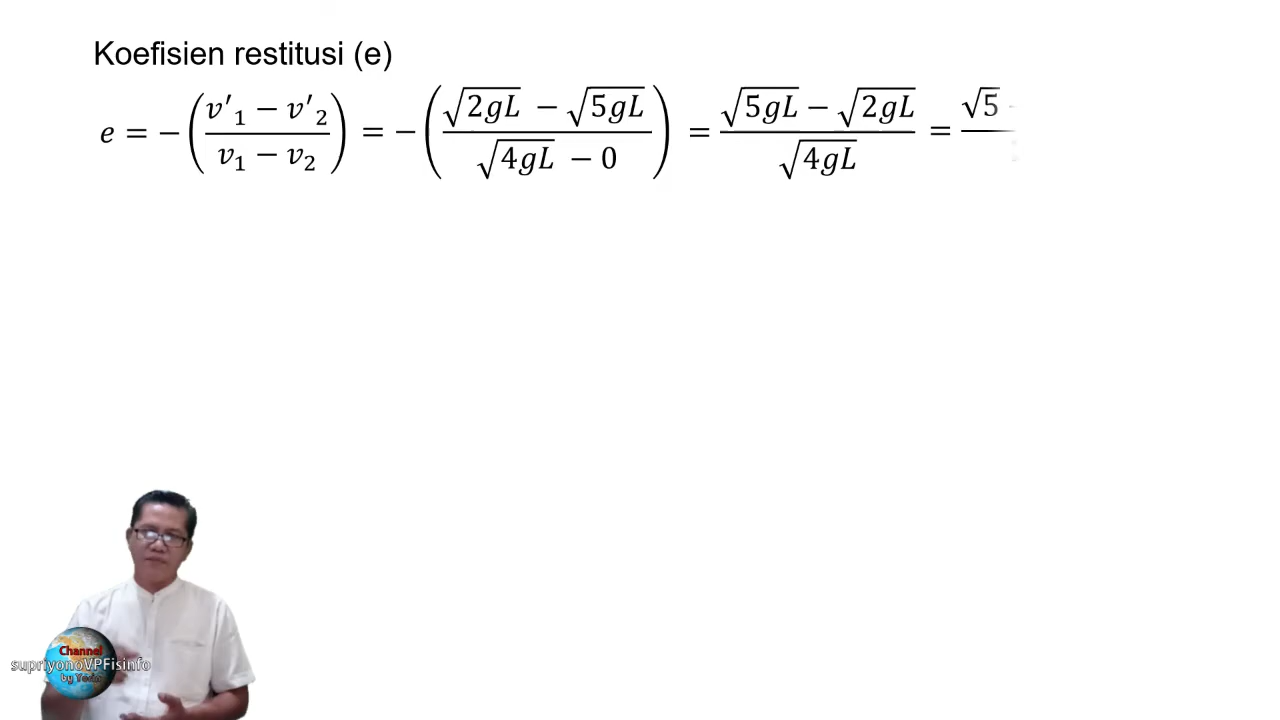 Koefisien restitusi (e)
e = −(v′₁ − v′₂ / v₁ − v₂) = −(√2gL − √5gL / √4gL − 0) = √5gL − √2gL / √4gL = √5
Channel
supriyonoVPFisinfo